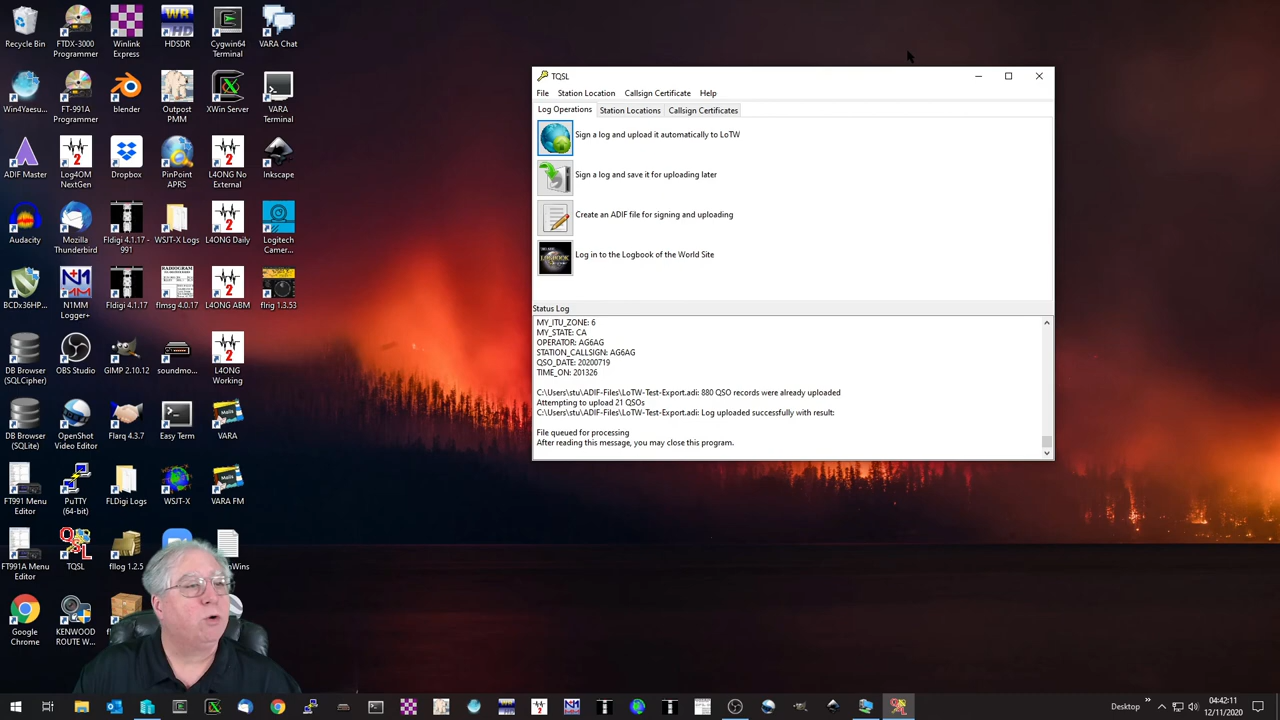 Recycle Bin
FTDX-3000 Programmer
Winlink Express
HDSDR
Cygwin64 Terminal
VARA Chat
Win4Yaesu...
FT-991 Programmer
blender
Outpost PMM
XWin Server
VARA Terminal
ADIF Master
Log4OM NextGen
Dropbox
PinPoint APRS
L4ONG No External
Inkscape
Audacity
Mozilla Thunderbird
Fldigi 4.1.17 - 991
WSJT-X Logs
L4ONG Daily
Logitech Camer...
BCDx36HP...
N1MM Logger+
Fldigi 4.1.17
flmsg 4.0.17
L4ONG ABM
flrig 1.3.53
DB Browser (SQLCipher)
OBS Studio
GIMP 2.10.12
soundmo...
L4ONG Working
DB Browser (SQLite)
OpenShot Video Editor
Flarq 4.3.7
Easy Term
VARA
FT991 Menu Editor
PuTTY (64-bit)
FLDigi Logs
WSJT-X
VARA FM
FT991A Menu Editor
TQSL
fllog 1.2.5
Google Chrome
KENWOOD ROUTE W...
TQSL
File Station Location Callsign Certificate Help
Log Operations Station Locations Callsign Certificates
Sign a log and upload it automatically to LoTW
Sign a log and save it for uploading later
Create an ADIF file for signing and uploading
Log in to the Logbook of the World Site
Status Log
MY_ITU_ZONE: 6
MY_STATE: CA
OPERATOR: AG6AG
STATION_CALLSIGN: AG6AG
QSO_DATE: 20200719
TIME_ON: 201326
C:\Users\stu\ADIF-Files\LoTW-Test-Export.adi: 880 QSO records were already uploaded
Attempting to upload 21 QSOs
C:\Users\stu\ADIF-Files\LoTW-Test-Export.adi: Log uploaded successfully with result:
File queued for processing
After reading this message, you may close this program.
Desktop
04:42:11
12/11/2020